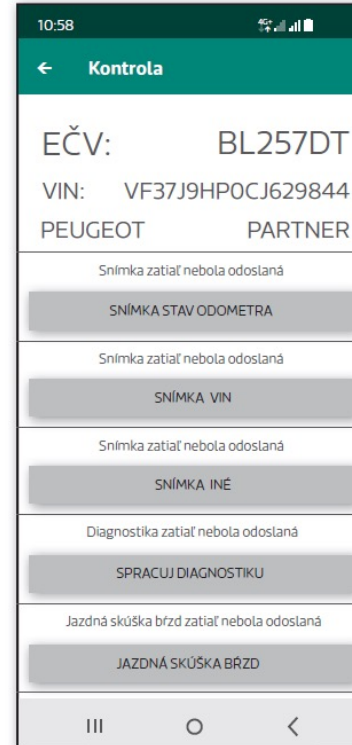 10:58 4G+
Kontrola
EČV: BL257DT
VIN: VF37J9HP0CJ629844
PEUGEOT PARTNER
Snímka zatiaľ nebola odoslaná
SNÍMKA STAV ODOMETRA
Snímka zatiaľ nebola odoslaná
SNÍMKA VIN
Snímka zatiaľ nebola odoslaná
SNÍMKA INÉ
Diagnostika zatiaľ nebola odoslaná
SPRACUJ DIAGNOSTIKU
Jazdná skúška bŕzd zatiaľ nebola odoslaná
JAZDNÁ SKÚŠKA BŔZD